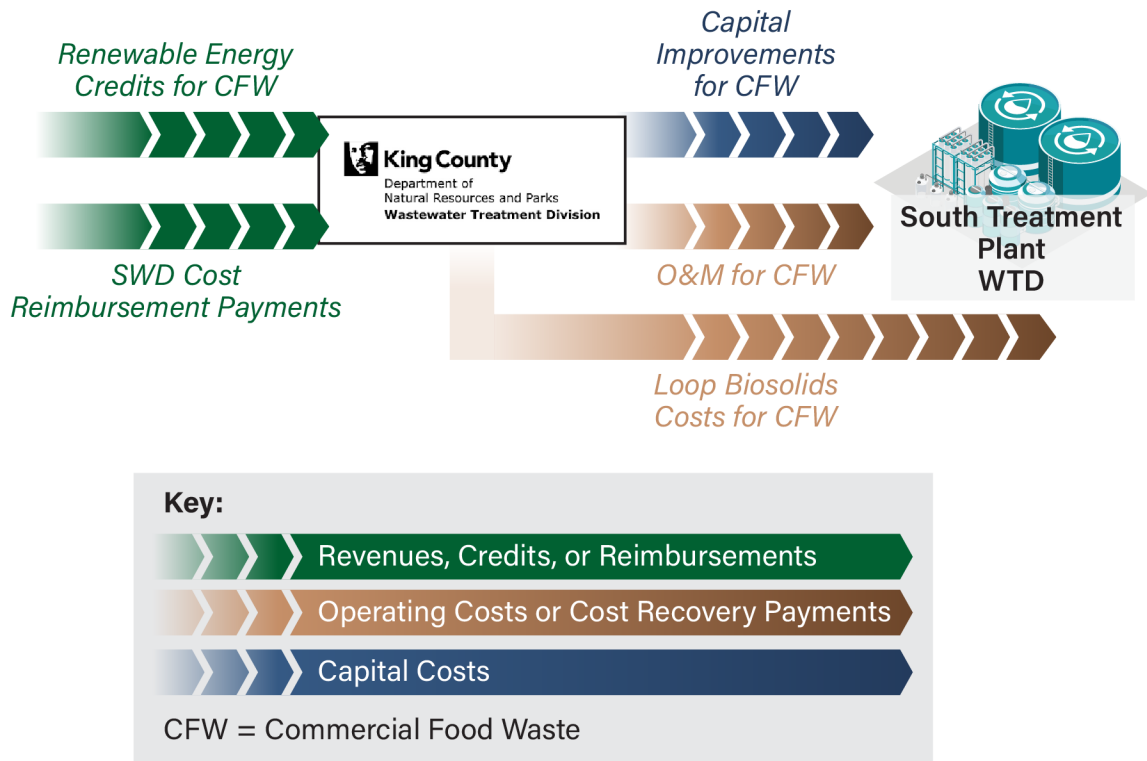 Renewable Energy
Credits for CFW
Capital
Improvements
for CFW
King County
Department of
Natural Resources and Parks
Wastewater Treatment Division
SWD Cost
Reimbursement Payments
O&M for CFW
South Treatment
Plant
WTD
Loop Biosolids
Costs for CFW
Key:
Revenues, Credits, or Reimbursements
Operating Costs or Cost Recovery Payments
Capital Costs
CFW = Commercial Food Waste